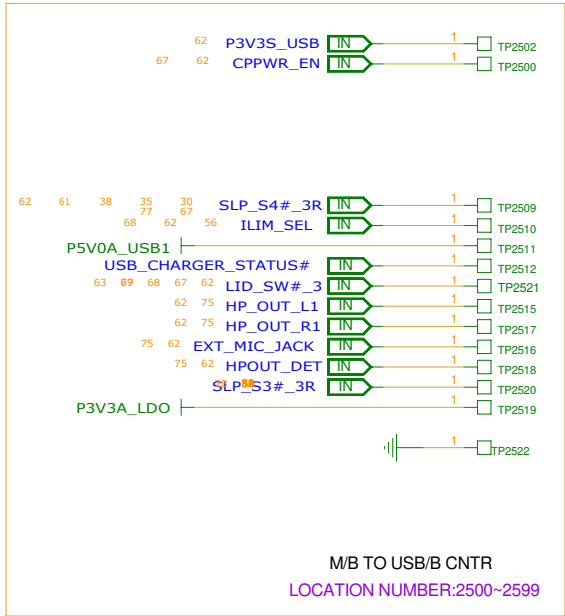 62 P3V3S_USB IN 1 TP2502
67 62 CPPWR_EN IN 1 TP2500
62 61 38 35 30 SLP_S4#_3R IN 1 TP2509
77 67
68 62 56 ILIM_SEL IN 1 TP2510
P5V0A_USB1 1 TP2511
USB_CHARGER_STATUS# IN 1 TP2512
63 68 67 62 LID_SW#_3 IN 1 TP2521
62 75 HP_OUT_L1 IN 1 TP2515
62 75 HP_OUT_R1 IN 1 TP2517
75 62 EXT_MIC_JACK IN 1 TP2516
75 62 HPOUT_DET IN 1 TP2518
SLP_S3#_3R IN 1 TP2520
P3V3A_LDO 1 TP2519
1 TP2522
M/B TO USB/B CNTR
LOCATION NUMBER:2500~2599